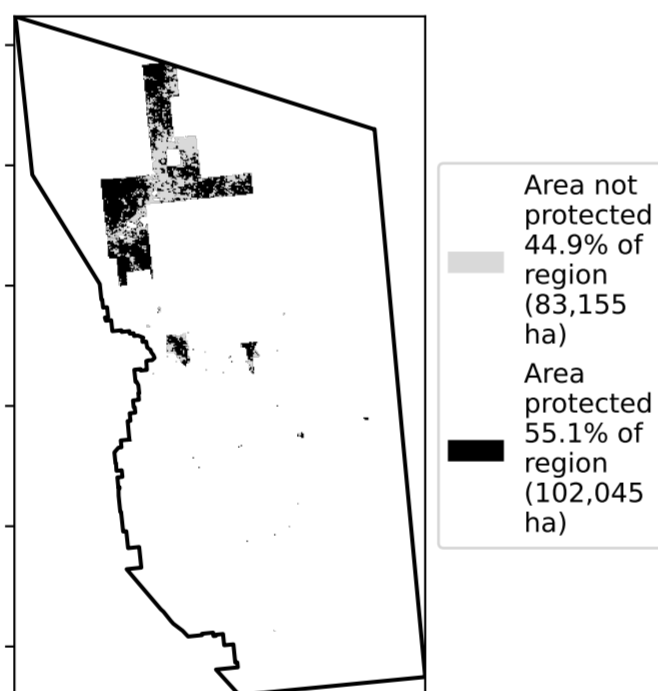 Area not
protected
44.9% of
region
(83,155
ha)
Area
protected
55.1% of
region
(102,045
ha)